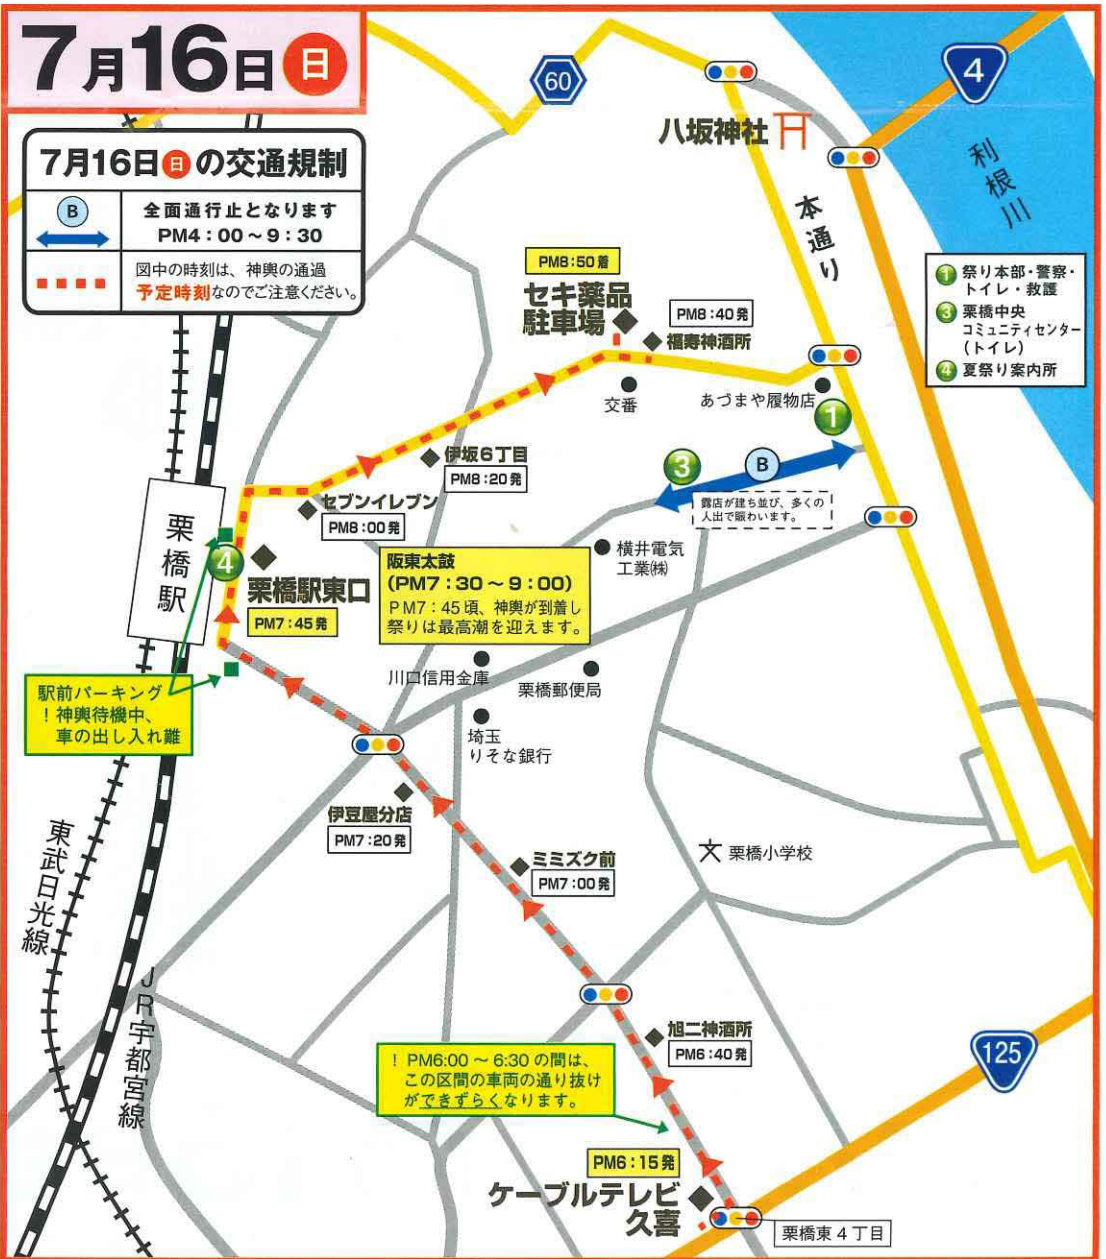 7月16日日
7月16日日の交通規制
B
全面通行止となります
PM4:00~9:30
図中の時刻は、神輿の通過
予定時刻なのでご注意ください。
60
4
八坂神社
利根川
本通り
1 祭り本部・警察・
トイレ・救護
3 栗橋中央
コミュニティセンター
(トイレ)
4 夏祭り案内所
PM8:50着
セキ薬品
駐車場
PM8:40発
福寿神酒所
交番
あづまや履物店
1
伊坂6丁目
PM8:20発
3
B
露店が建ち並び、多くの
人出で賑わいます。
セブンイレブン
PM8:00発
栗橋駅
4
栗橋駅東口
PM7:45発
阪東太鼓
(PM7:30~9:00)
PM7:45頃、神輿が到着し
祭りは最高潮を迎えます。
横井電気
工業㈱
川口信用金庫
栗橋郵便局
駅前パーキング
!神輿待機中、
車の出し入れ難
埼玉
りそな銀行
伊豆屋分店
PM7:20発
ミミズク前
PM7:00発
栗橋小学校
東武日光線
JR宇都宮線
旭二神酒所
PM6:40発
125
! PM6:00~6:30の間は、
この区間の車両の通り抜け
ができずらくなります。
PM6:15発
ケーブルテレビ
久喜
栗橋東4丁目